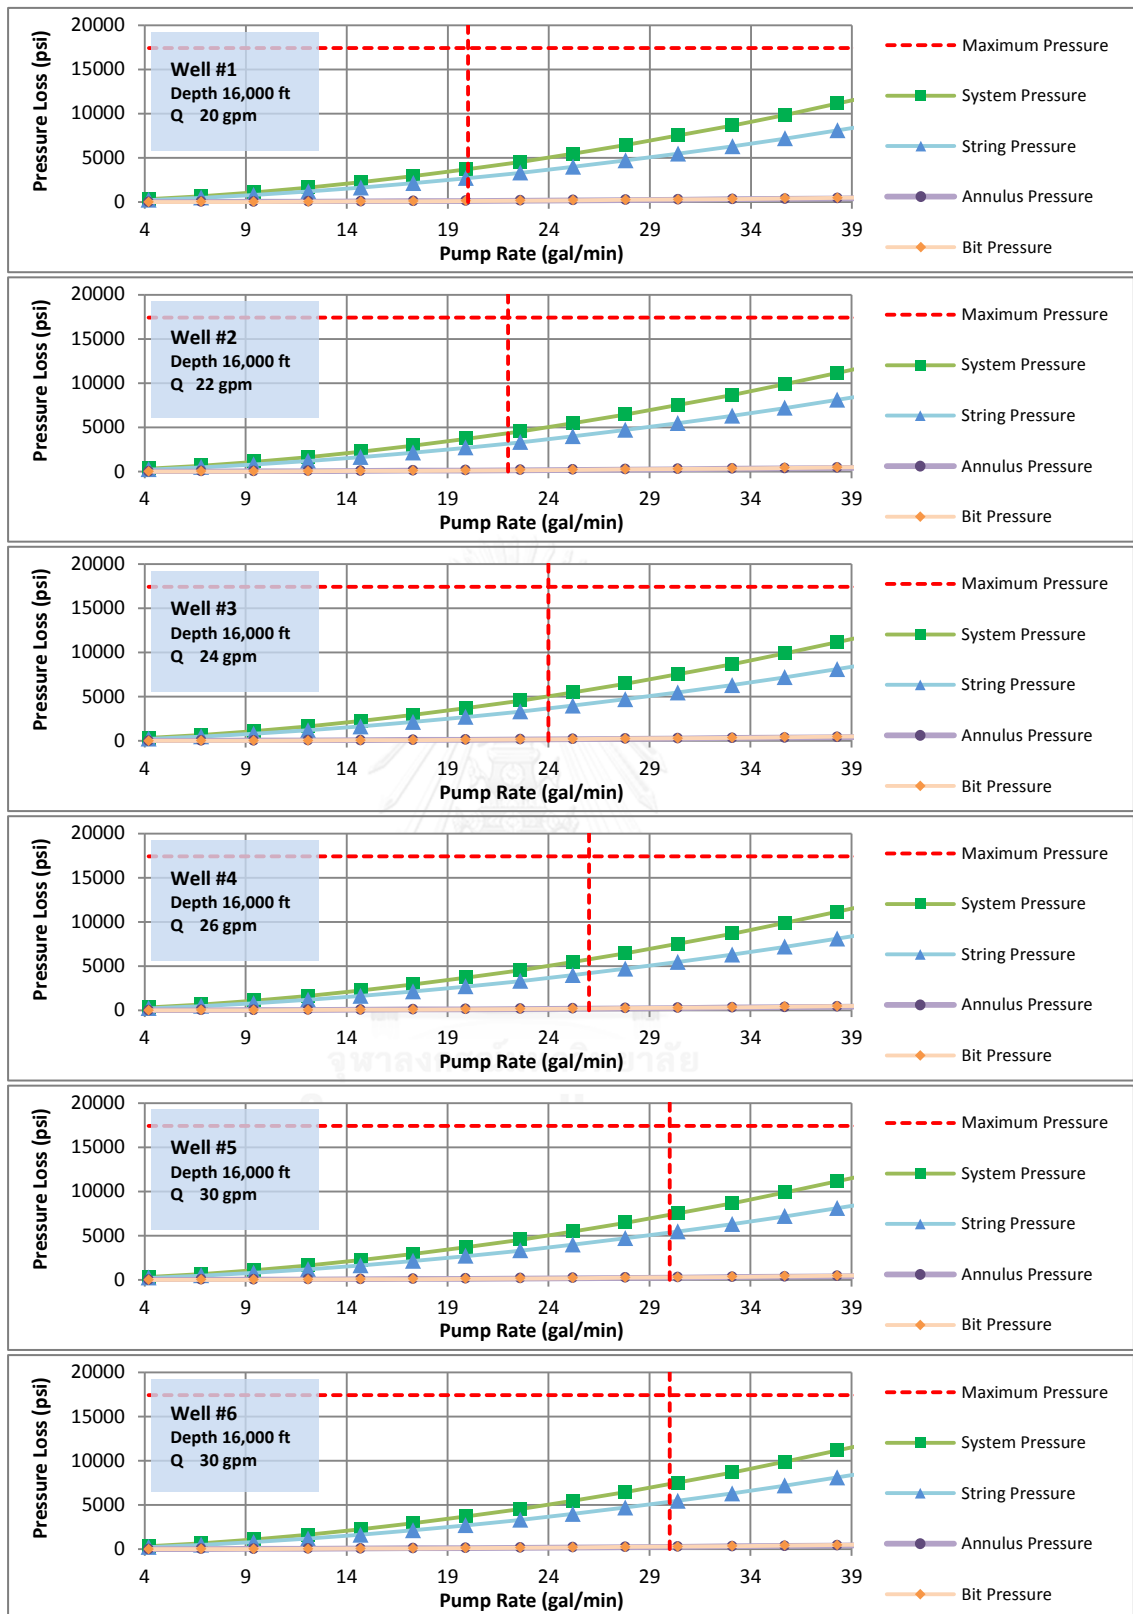 Pressure Loss (psi)
20000
15000
10000
5000
0
Well #1
Depth 16,000 ft
Q 20 gpm
4 9 14 19 24 29 34 39
Pump Rate (gal/min)
Maximum Pressure
System Pressure
String Pressure
Annulus Pressure
Bit Pressure
Pressure Loss (psi)
20000
15000
10000
5000
0
Well #2
Depth 16,000 ft
Q 22 gpm
4 9 14 19 24 29 34 39
Pump Rate (gal/min)
Maximum Pressure
System Pressure
String Pressure
Annulus Pressure
Bit Pressure
Pressure Loss (psi)
20000
15000
10000
5000
0
Well #3
Depth 16,000 ft
Q 24 gpm
4 9 14 19 24 29 34 39
Pump Rate (gal/min)
Maximum Pressure
System Pressure
String Pressure
Annulus Pressure
Bit Pressure
Pressure Loss (psi)
20000
15000
10000
5000
0
Well #4
Depth 16,000 ft
Q 26 gpm
4 9 14 19 24 29 34 39
Pump Rate (gal/min)
Maximum Pressure
System Pressure
String Pressure
Annulus Pressure
Bit Pressure
Pressure Loss (psi)
20000
15000
10000
5000
0
Well #5
Depth 16,000 ft
Q 30 gpm
4 9 14 19 24 29 34 39
Pump Rate (gal/min)
Maximum Pressure
System Pressure
String Pressure
Annulus Pressure
Bit Pressure
Pressure Loss (psi)
20000
15000
10000
5000
0
Well #6
Depth 16,000 ft
Q 30 gpm
4 9 14 19 24 29 34 39
Pump Rate (gal/min)
Maximum Pressure
System Pressure
String Pressure
Annulus Pressure
Bit Pressure